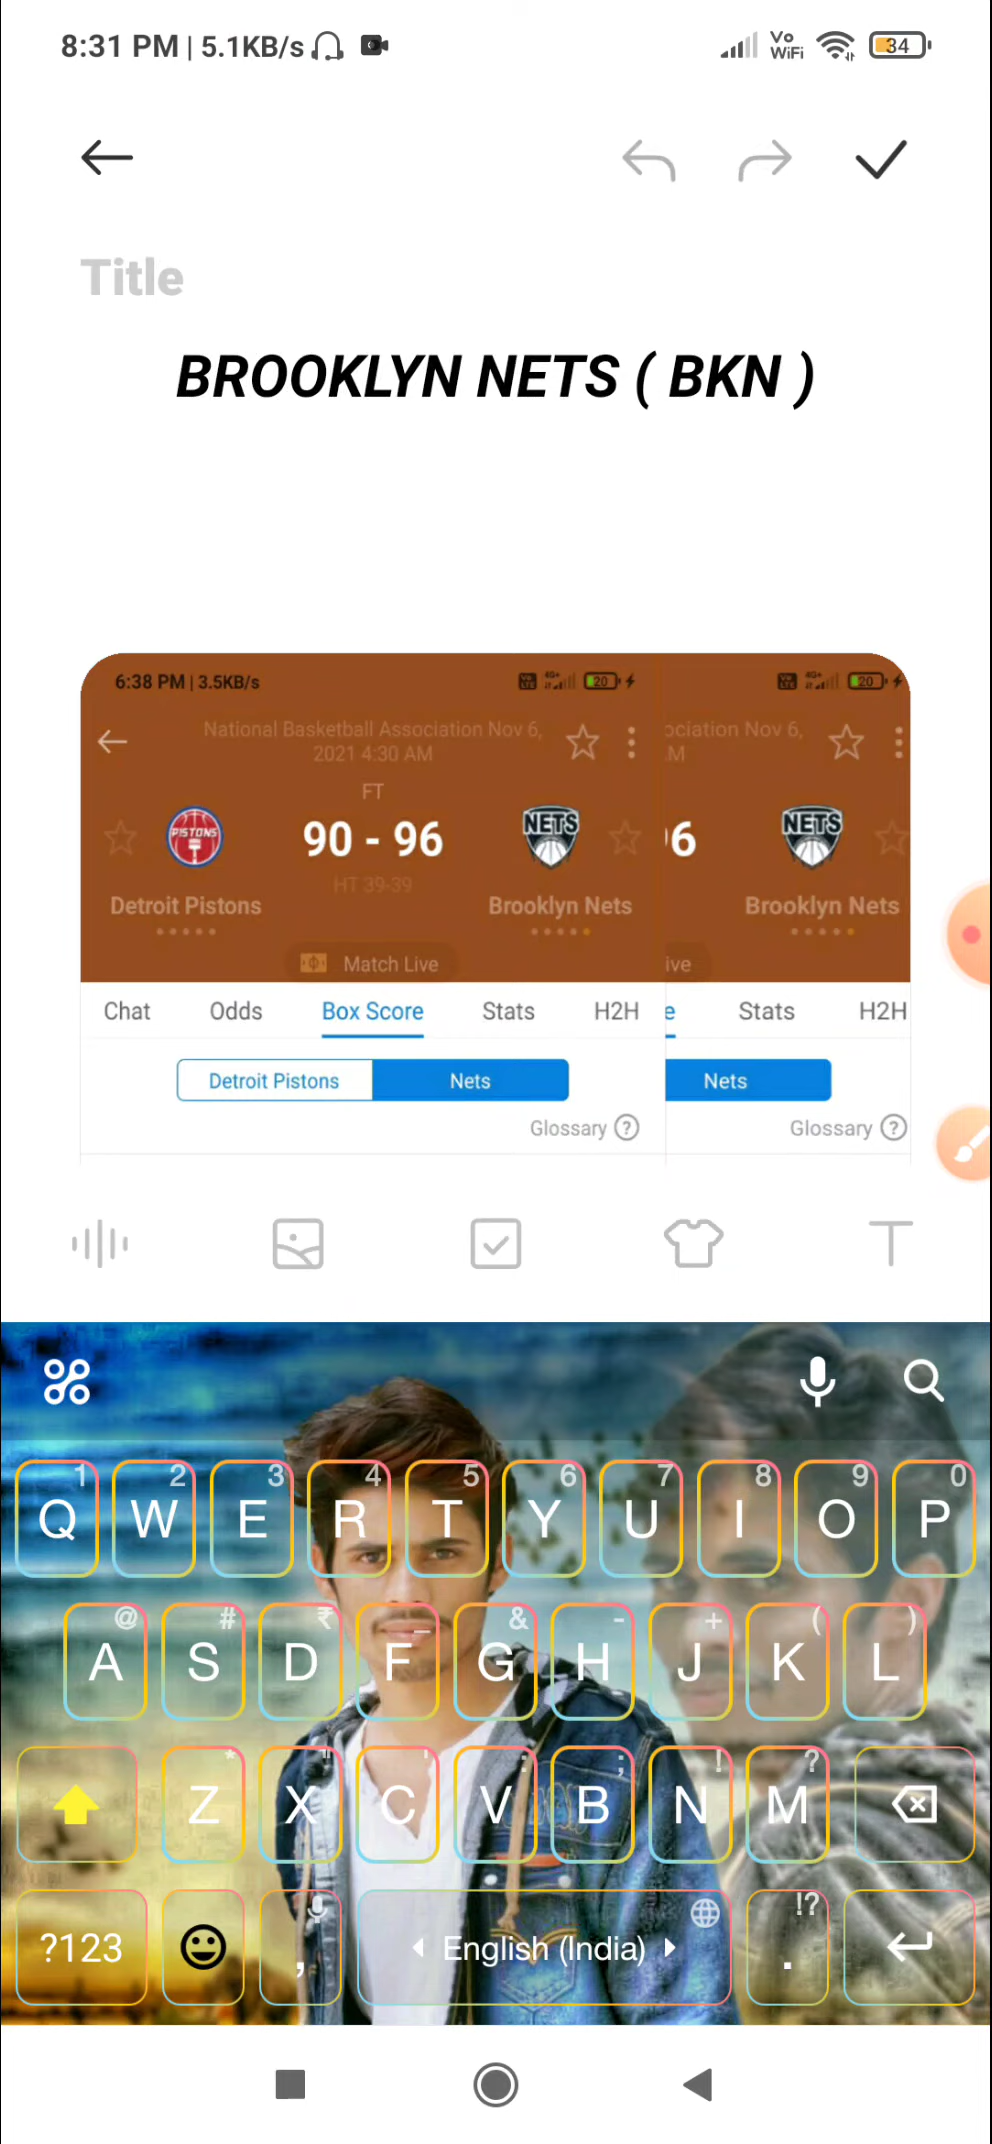 8:31 PM | 5.1KB/s Vo WiFi 34
Title
BROOKLYN NETS ( BKN )
6:38 PM | 3.5KB/s 4G+ 20 4G+ 20
National Basketball Association Nov 6, ociation Nov 6,
2021 4:30 AM M
FT
PISTONS 90 - 96 NETS 96 NETS
HT 39-39
Detroit Pistons Brooklyn Nets Brooklyn Nets
Match Live ive
Chat Odds Box Score Stats H2H e Stats H2H
Detroit Pistons Nets Nets
Glossary ? Glossary ?
1 2 3 4 5 6 7 8 9 0
Q W E R T Y U I O P
@ # ₹ _ & - + ( )
A S D F G H J K L
* " ' : ; ! ?
Z X C V B N M
!?
?123 , English (India) .